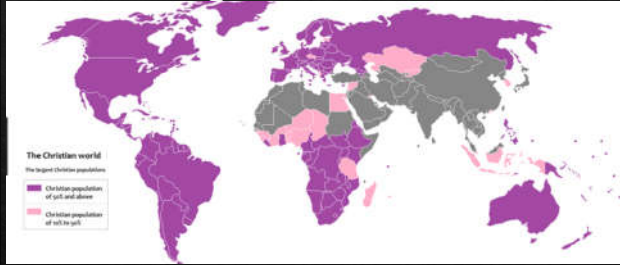 The Christian world
The largest Christian populations
Christian population
of 50% and above
Christian population
of 10% to 50%